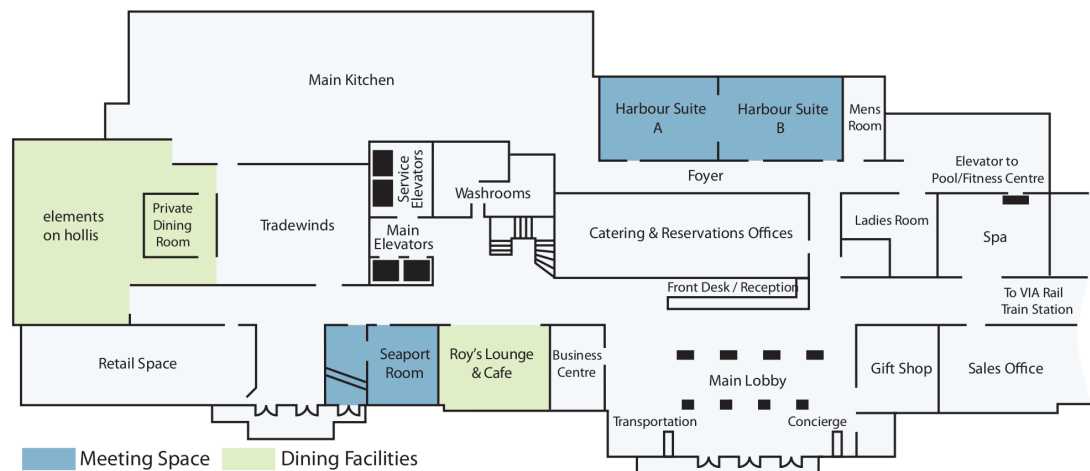 Main Kitchen
Harbour Suite
A
Harbour Suite
B
Mens
Room
Foyer
Elevator to
Pool/Fitness Centre
Service
Elevators
Washrooms
elements
on hollis
Private
Dining
Room
Tradewinds
Main
Elevators
Catering & Reservations Offices
Ladies Room
Spa
Front Desk / Reception
To VIA Rail
Train Station
Retail Space
Seaport
Room
Roy's Lounge
& Cafe
Business
Centre
Main Lobby
Gift Shop
Sales Office
Transportation
Concierge
Meeting Space
Dining Facilities